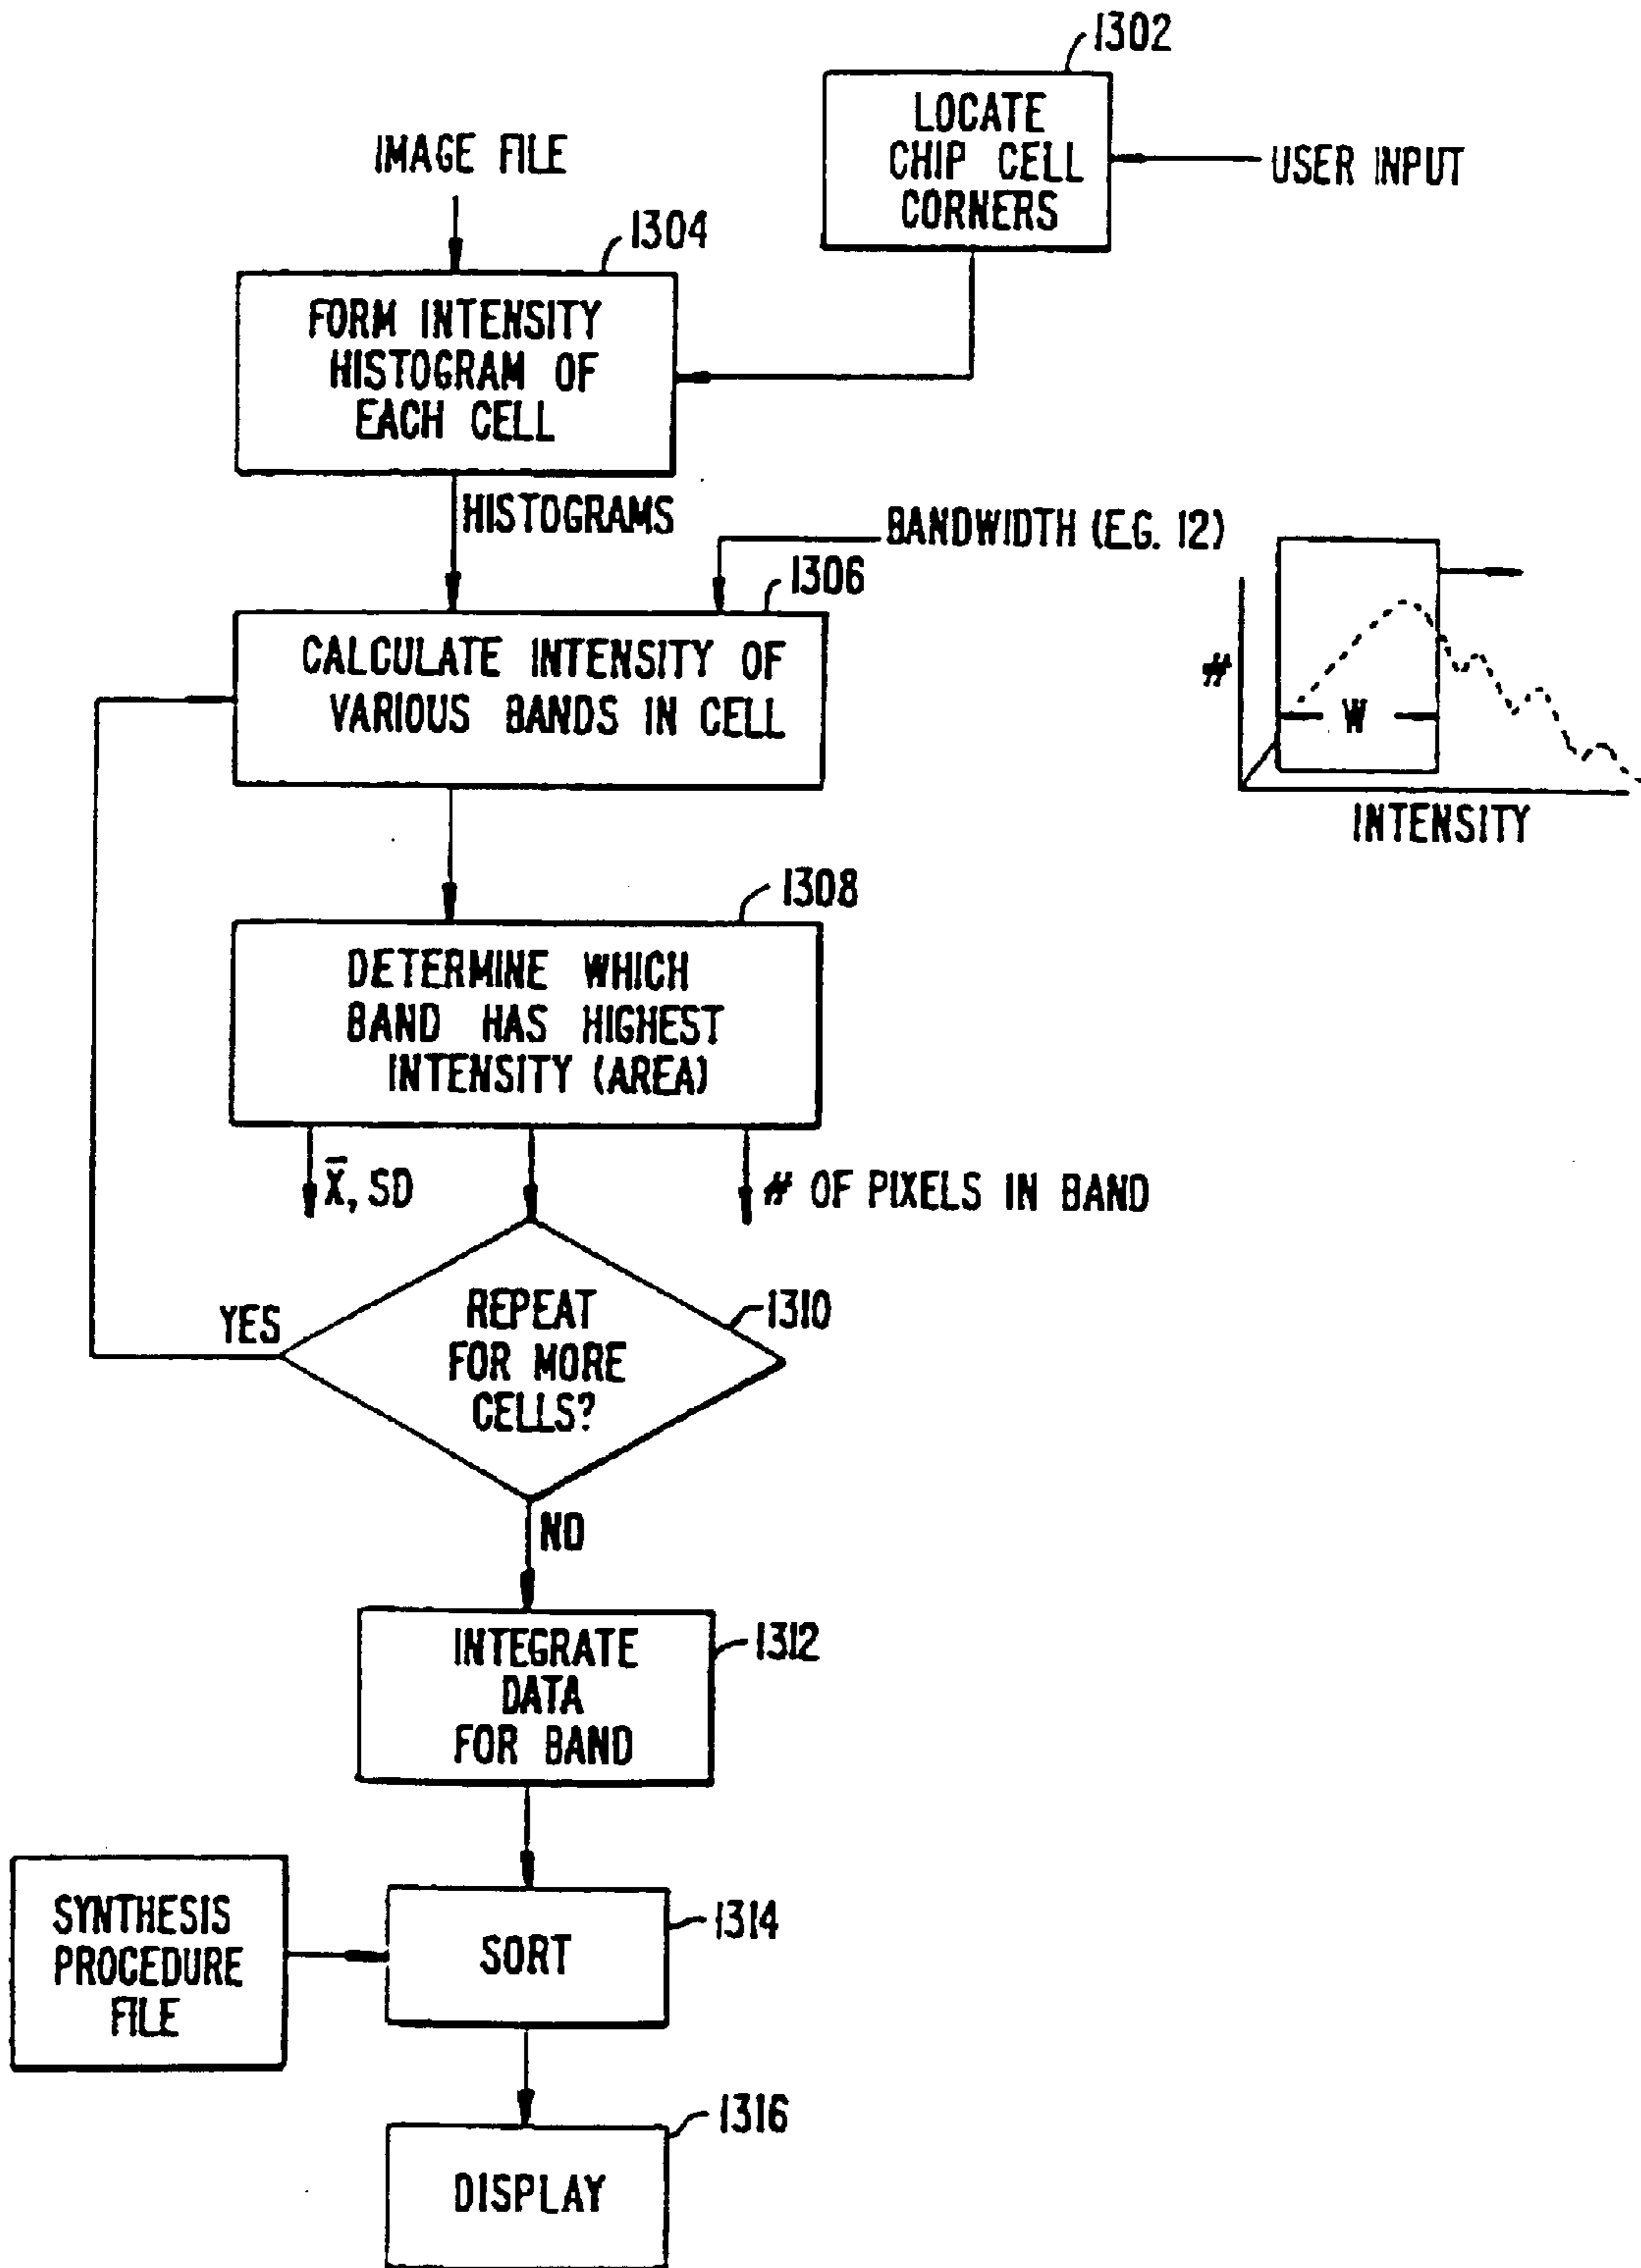 1302
LOCATE
CHIP CELL
CORNERS
USER INPUT
IMAGE FILE
1304
FORM INTENSITY
HISTOGRAM OF
EACH CELL
HISTOGRAMS
BANDWIDTH (E.G. 12)
1306
CALCULATE INTENSITY OF
VARIOUS BANDS IN CELL
#
W
INTENSITY
1308
DETERMINE WHICH
BAND HAS HIGHEST
INTENSITY (AREA)
X̄, SD
# OF PIXELS IN BAND
REPEAT
FOR MORE
CELLS?
1310
YES
NO
INTEGRATE
DATA
FOR BAND
1312
SYNTHESIS
PROCEDURE
FILE
SORT
1314
DISPLAY
1316